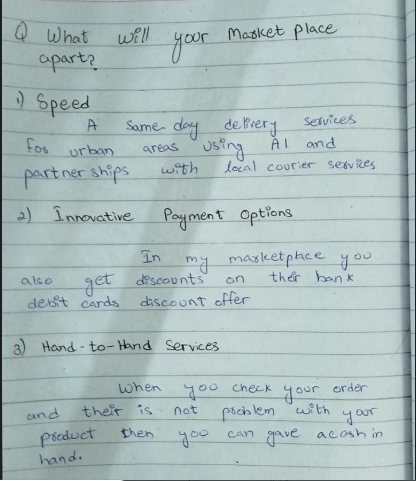 Q What will your Market place
apart?
1) Speed
A Same day delivery services
for urban areas using AI and
partner ships with local courier services
2) Innovative Payment Options
In my marketplace you
also get discounts on their bank
debit cards discount offer
3) Hand-to-Hand Services
When you check your order
and their is not problem with your
product then you can gave a cash in
hand.